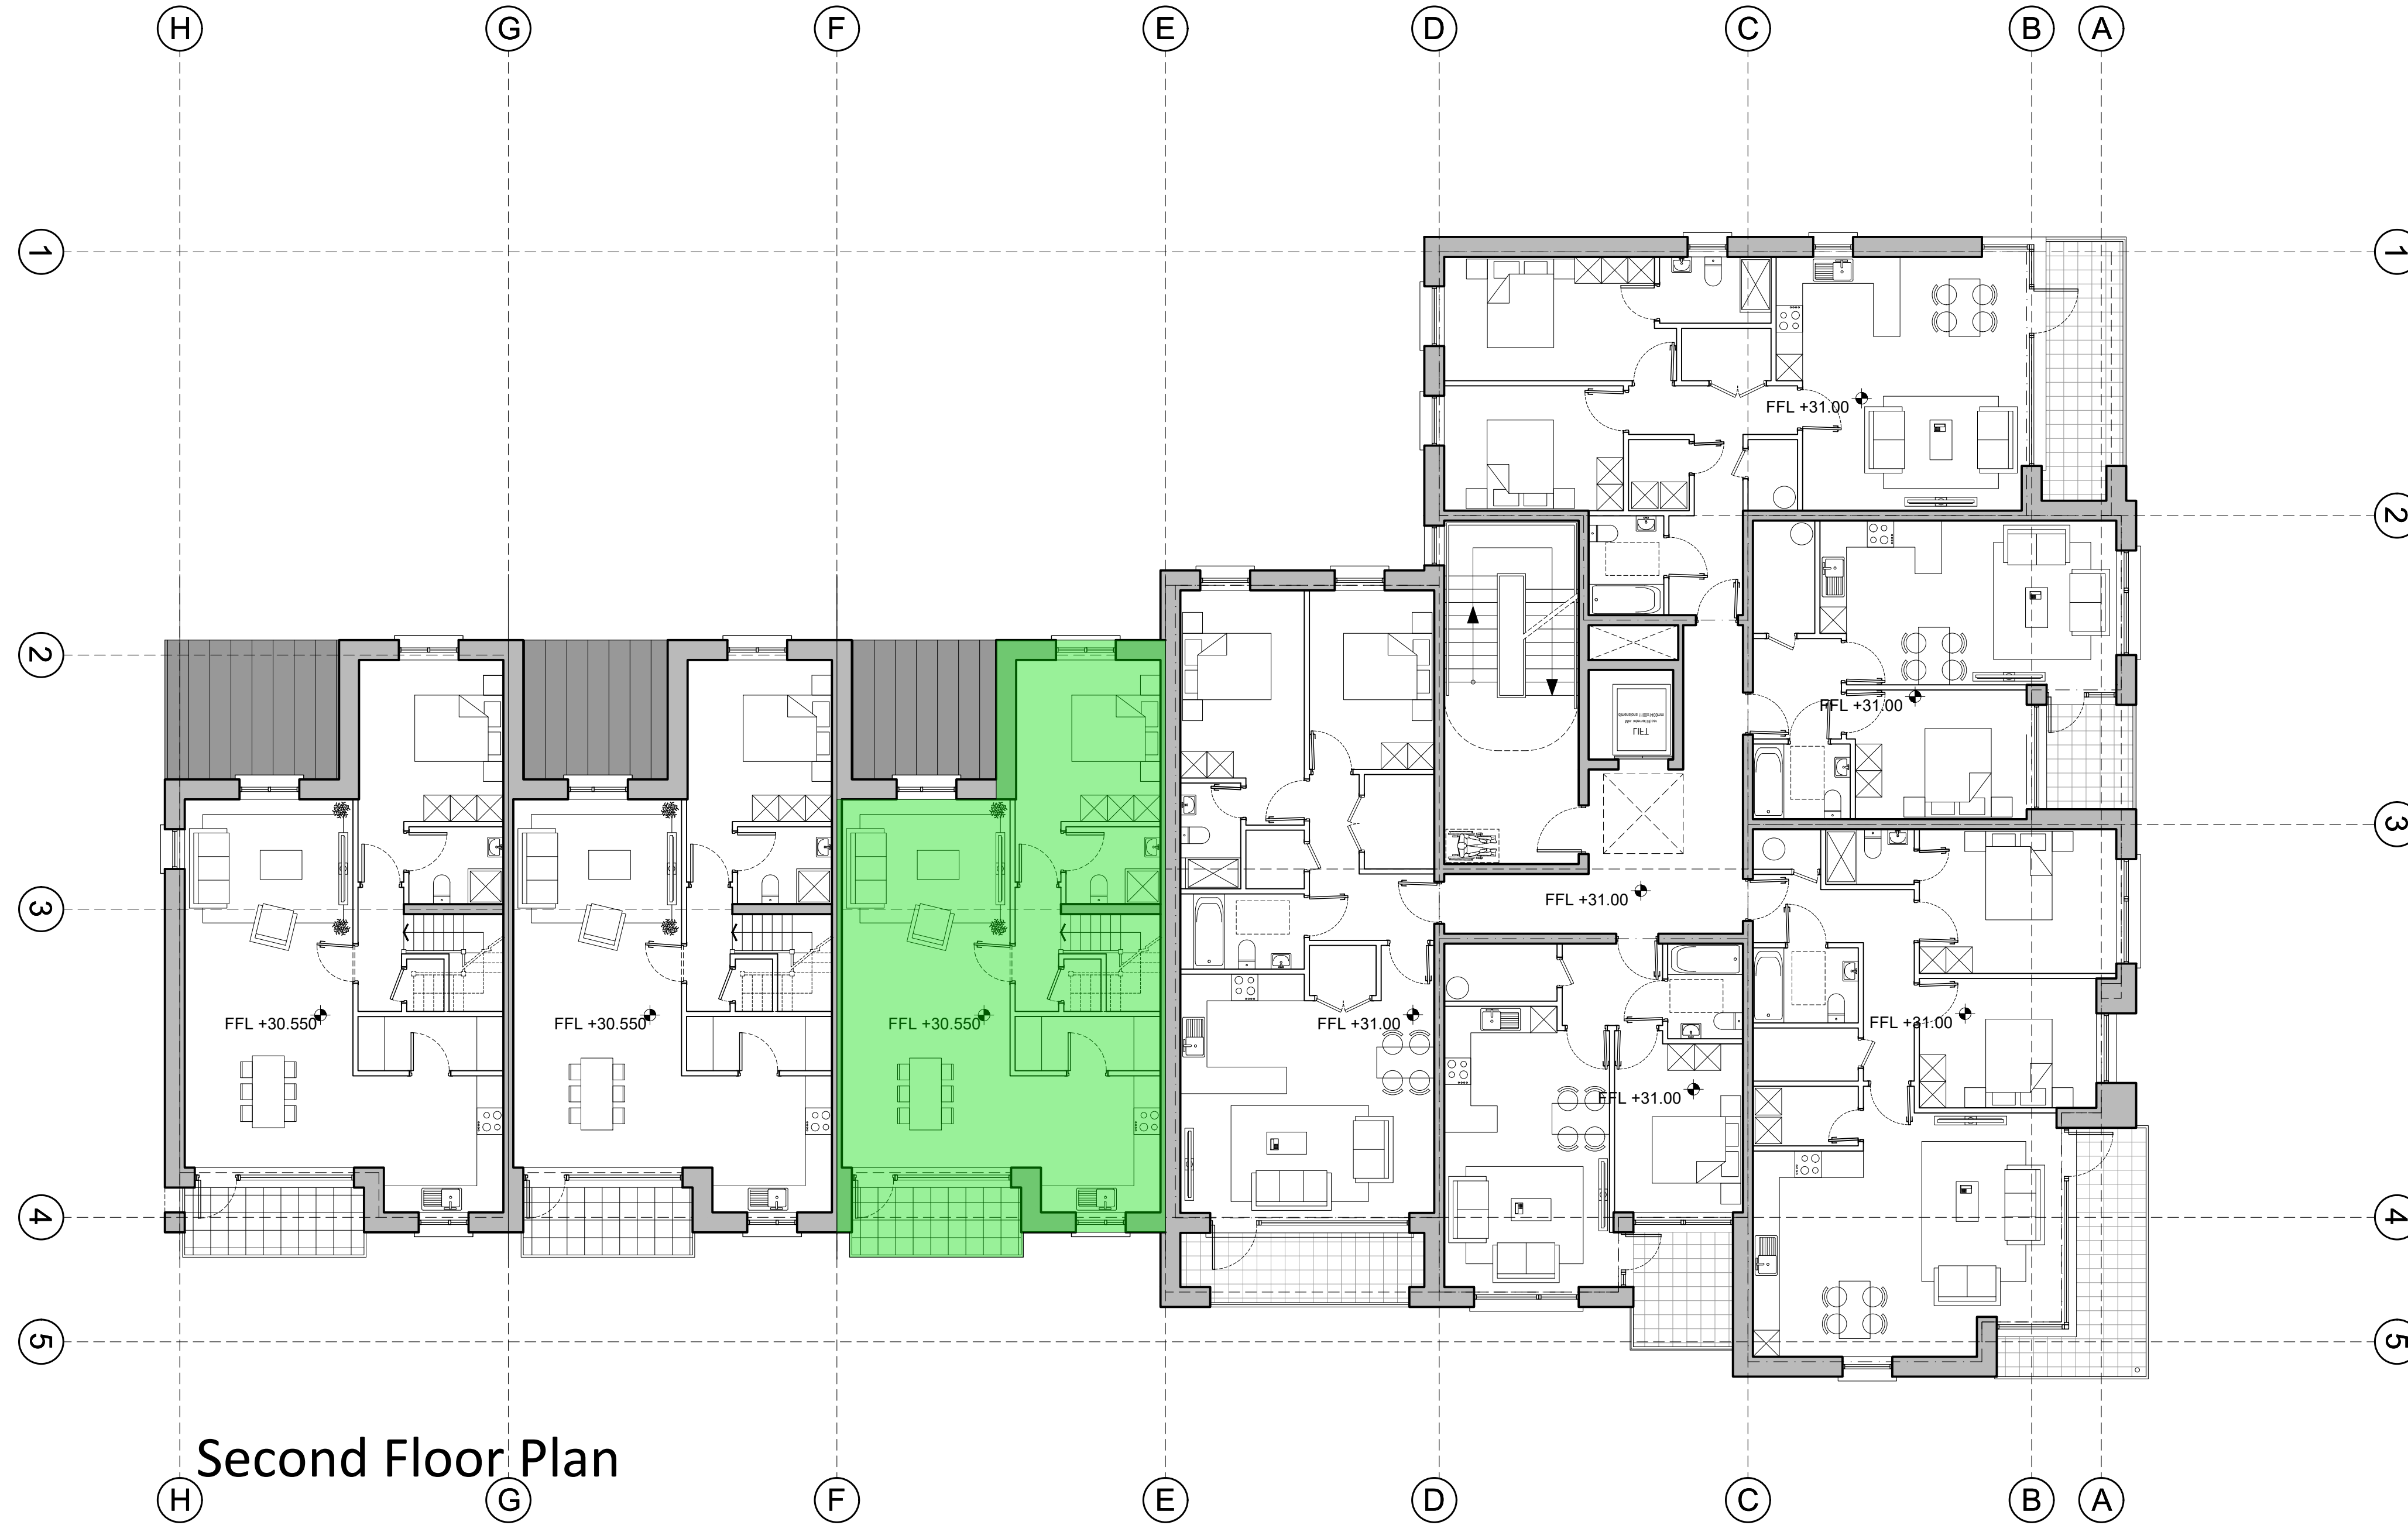 H G F E D C B A
1 1
FFL +31.00
2
2
FFL +31.00
LIFT
3
3
FFL +31.00
FFL +30.550 FFL +30.550 FFL +30.550 FFL +31.00 FFL +31.00
FFL +31.00
4 4
5 5
Second Floor Plan
H G F E D C B A